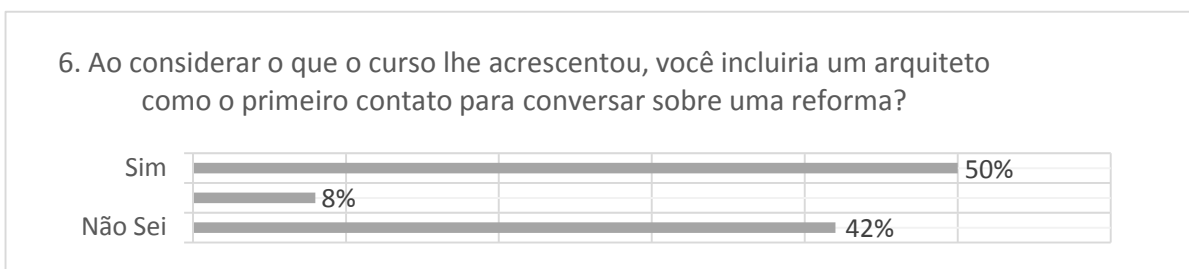 6. Ao considerar o que o curso lhe acrescentou, você incluiria um arquiteto
como o primeiro contato para conversar sobre uma reforma?
Sim 50%
8%
Não Sei 42%